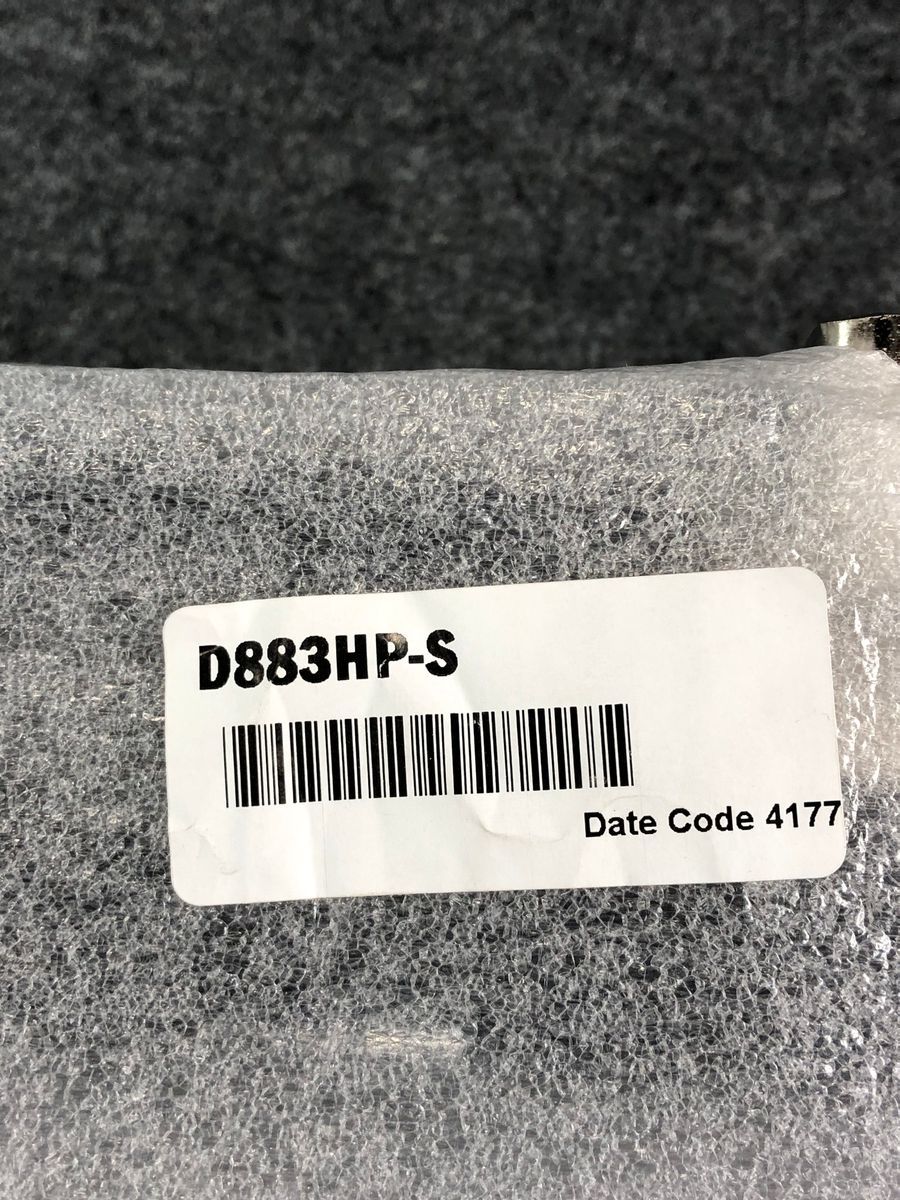 D883HP-S
Date Code 4177